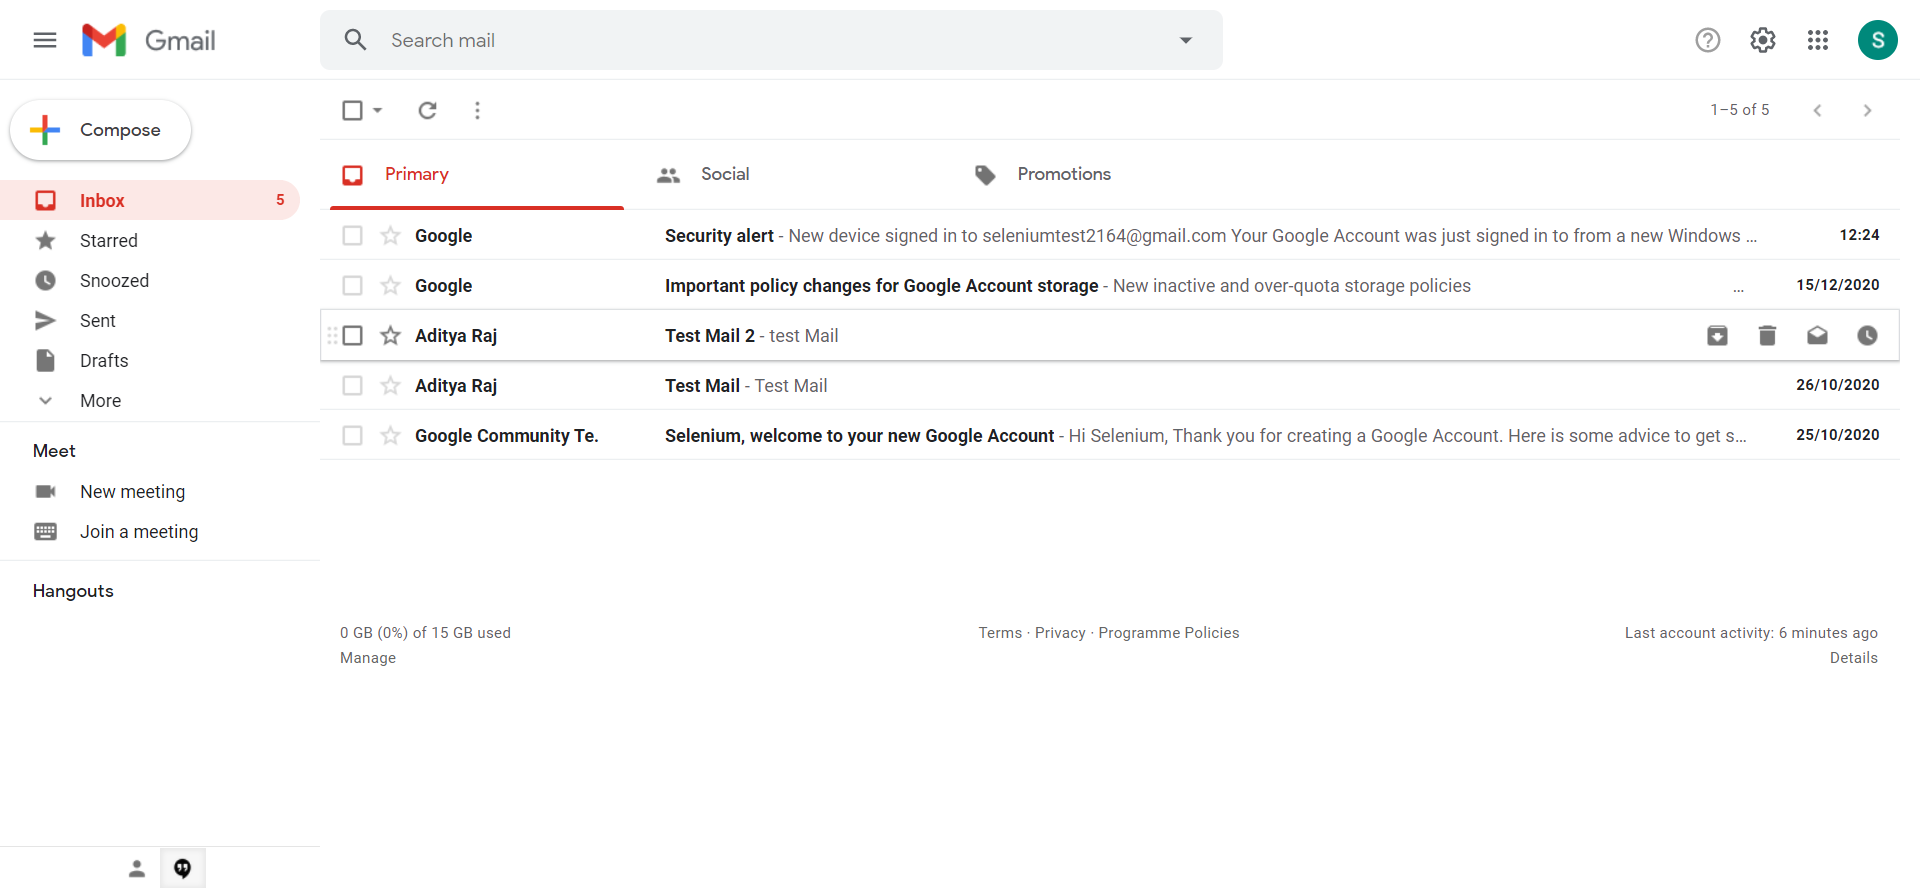 Gmail
Search mail
S
Compose
1–5 of 5
Inbox 5
Starred
Snoozed
Sent
Drafts
More
Meet
New meeting
Join a meeting
Hangouts
Primary Social Promotions
Google Security alert - New device signed in to seleniumtest2164@gmail.com Your Google Account was just signed in to from a new Windows ... 12:24
Google Important policy changes for Google Account storage - New inactive and over-quota storage policies ... 15/12/2020
Aditya Raj Test Mail 2 - test Mail
Aditya Raj Test Mail - Test Mail 26/10/2020
Google Community Te. Selenium, welcome to your new Google Account - Hi Selenium, Thank you for creating a Google Account. Here is some advice to get s... 25/10/2020
0 GB (0%) of 15 GB used
Manage
Terms · Privacy · Programme Policies
Last account activity: 6 minutes ago
Details